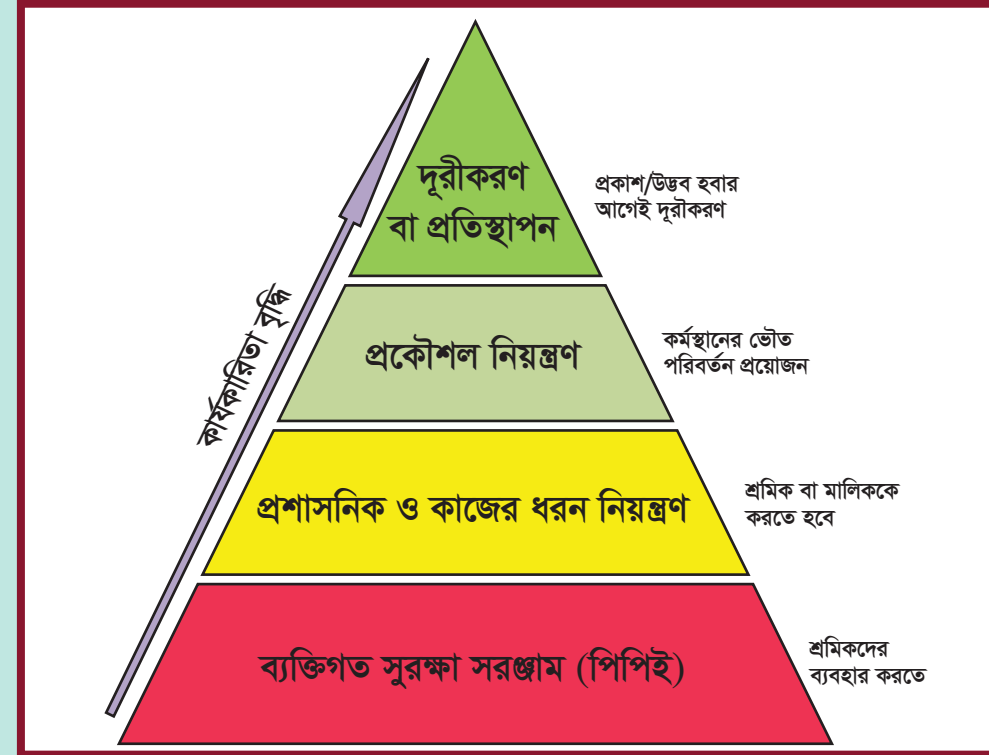 দূরীকরণ
বা প্রতিস্থাপন
প্রকাশ/উদ্ভব হবার
আগেই দূরীকরণ
কার্যকারিতা বৃদ্ধি
প্রকৌশল নিয়ন্ত্রণ
কর্মস্থানের ভৌত
পরিবর্তন প্রয়োজন
প্রশাসনিক ও কাজের ধরন নিয়ন্ত্রণ
শ্রমিক বা মালিককে
করতে হবে
ব্যক্তিগত সুরক্ষা সরঞ্জাম (পিপিই)
শ্রমিকদের
ব্যবহার করতে